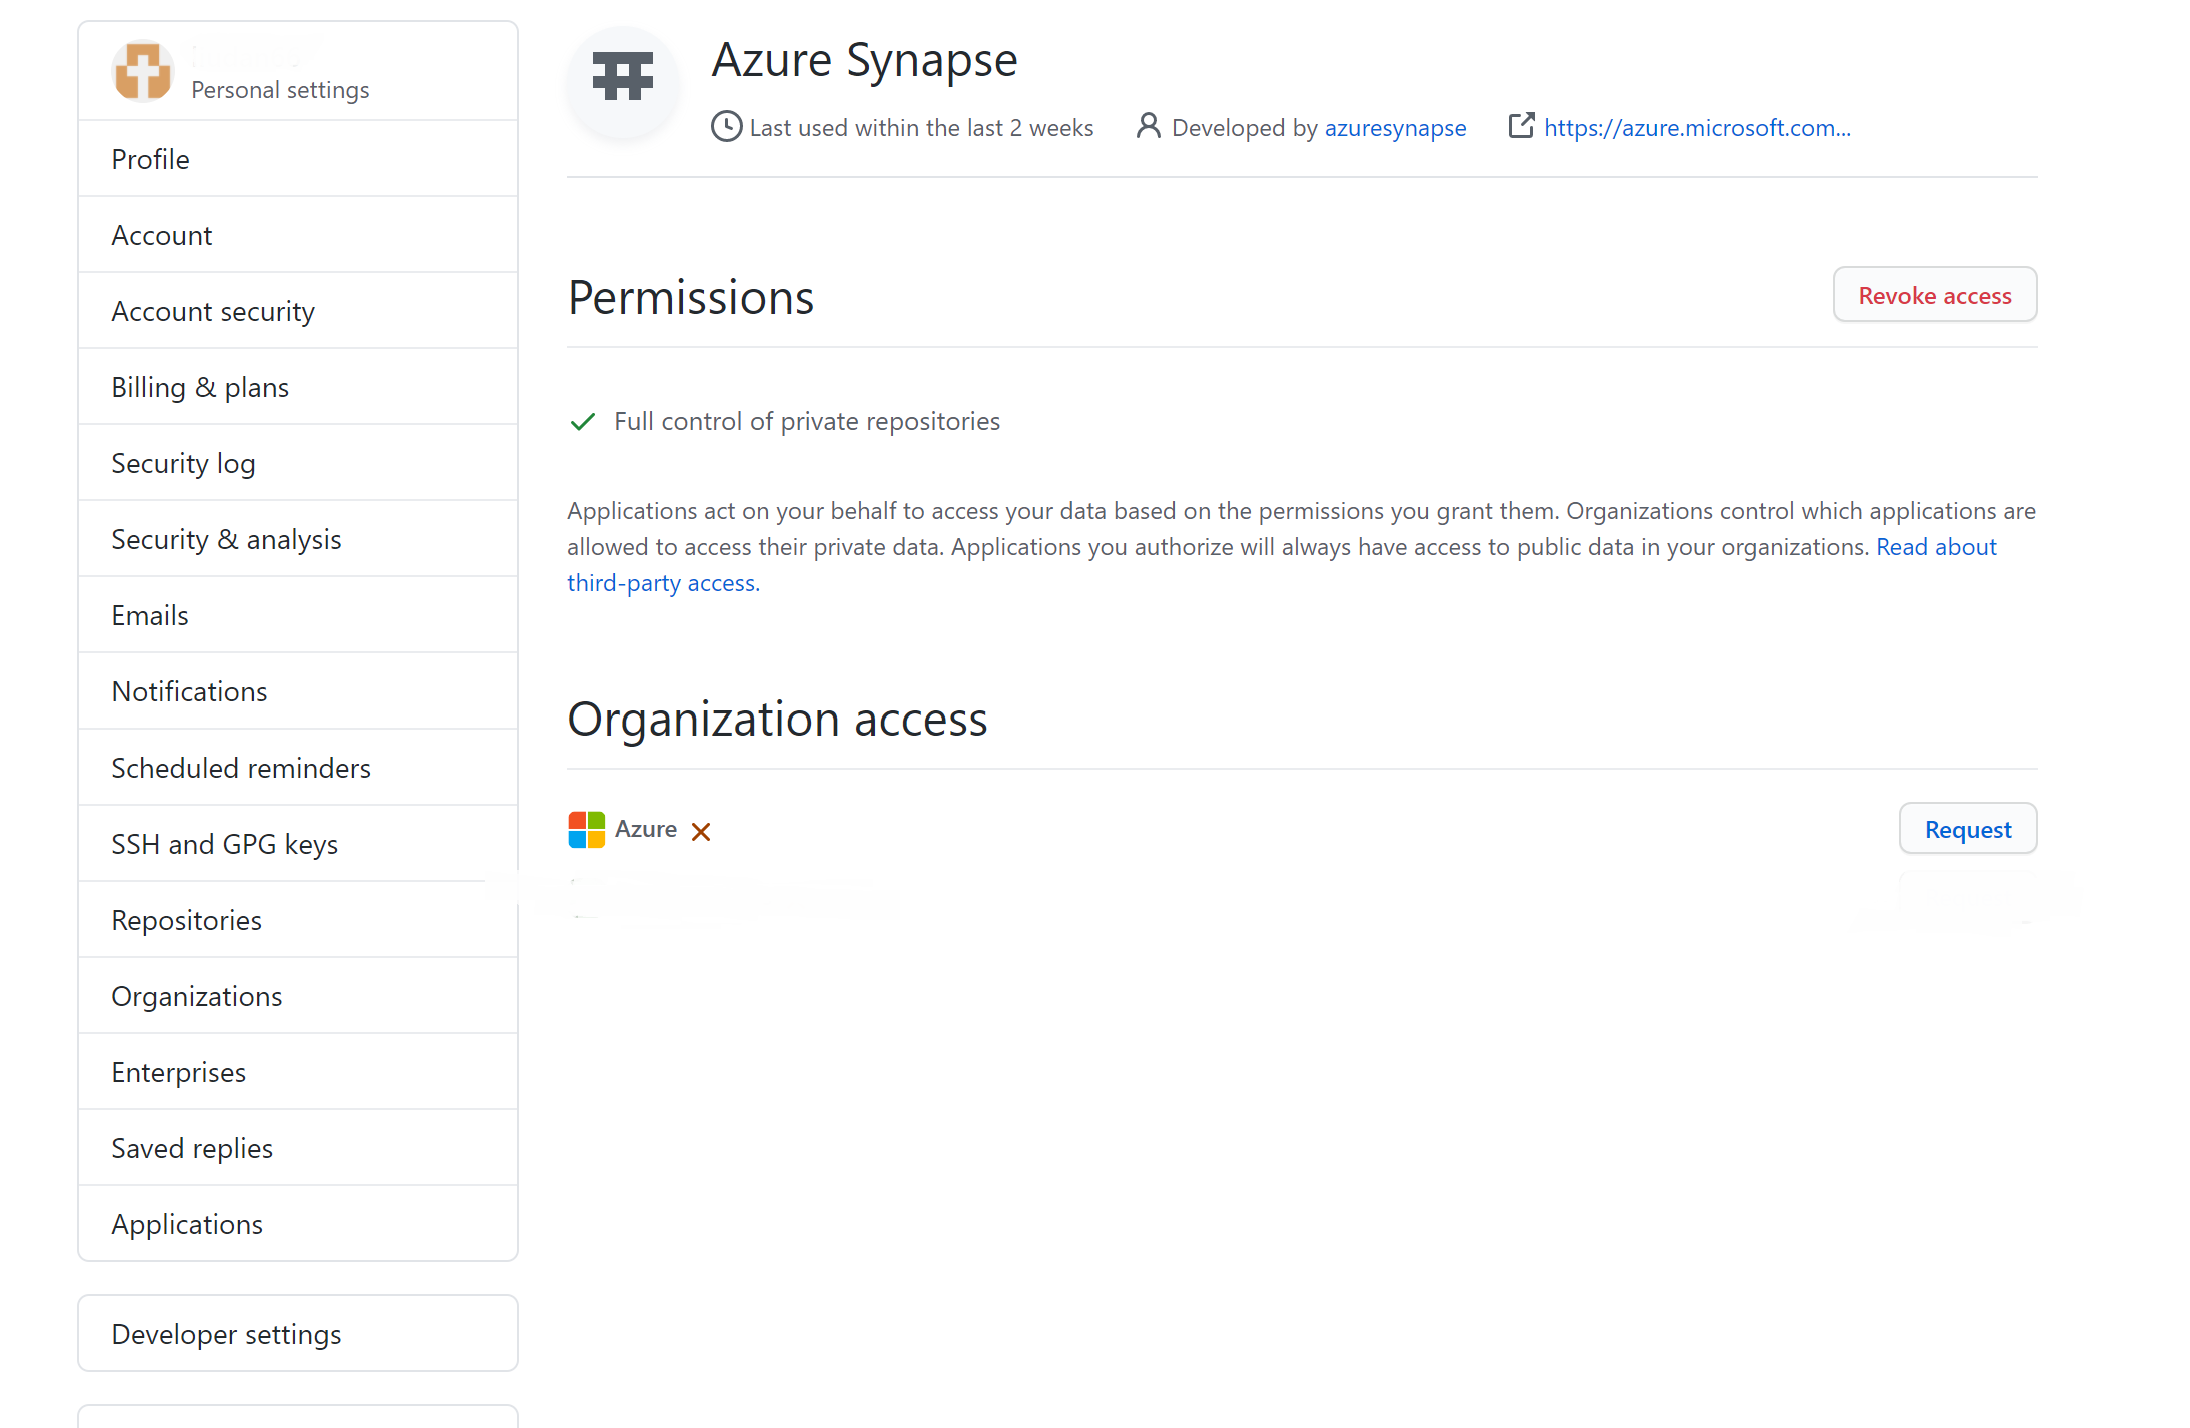 Personal settings
Profile
Account
Account security
Billing & plans
Security log
Security & analysis
Emails
Notifications
Scheduled reminders
SSH and GPG keys
Repositories
Organizations
Enterprises
Saved replies
Applications
Developer settings
Azure Synapse
Last used within the last 2 weeks Developed by azuresynapse https://azure.microsoft.com...
Permissions
Revoke access
Full control of private repositories
Applications act on your behalf to access your data based on the permissions you grant them. Organizations control which applications are
allowed to access their private data. Applications you authorize will always have access to public data in your organizations. Read about
third-party access.
Organization access
Azure
Request